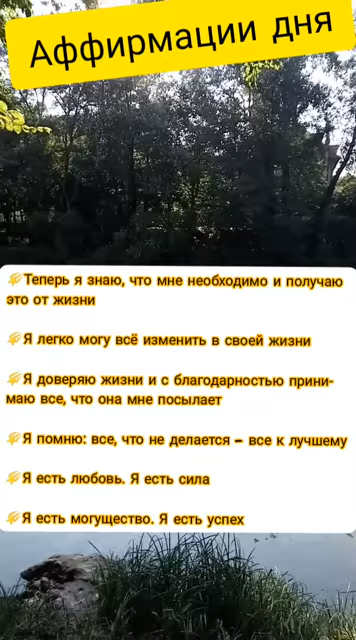 Аффирмации дня
Теперь я знаю, что мне необходимо и получаю
это от жизни
Я легко могу всё изменить в своей жизни
Я доверяю жизни и с благодарностью прини-
маю все, что она мне посылает
Я помню: все, что не делается – все к лучшему
Я есть любовь. Я есть сила
Я есть могущество. Я есть успех